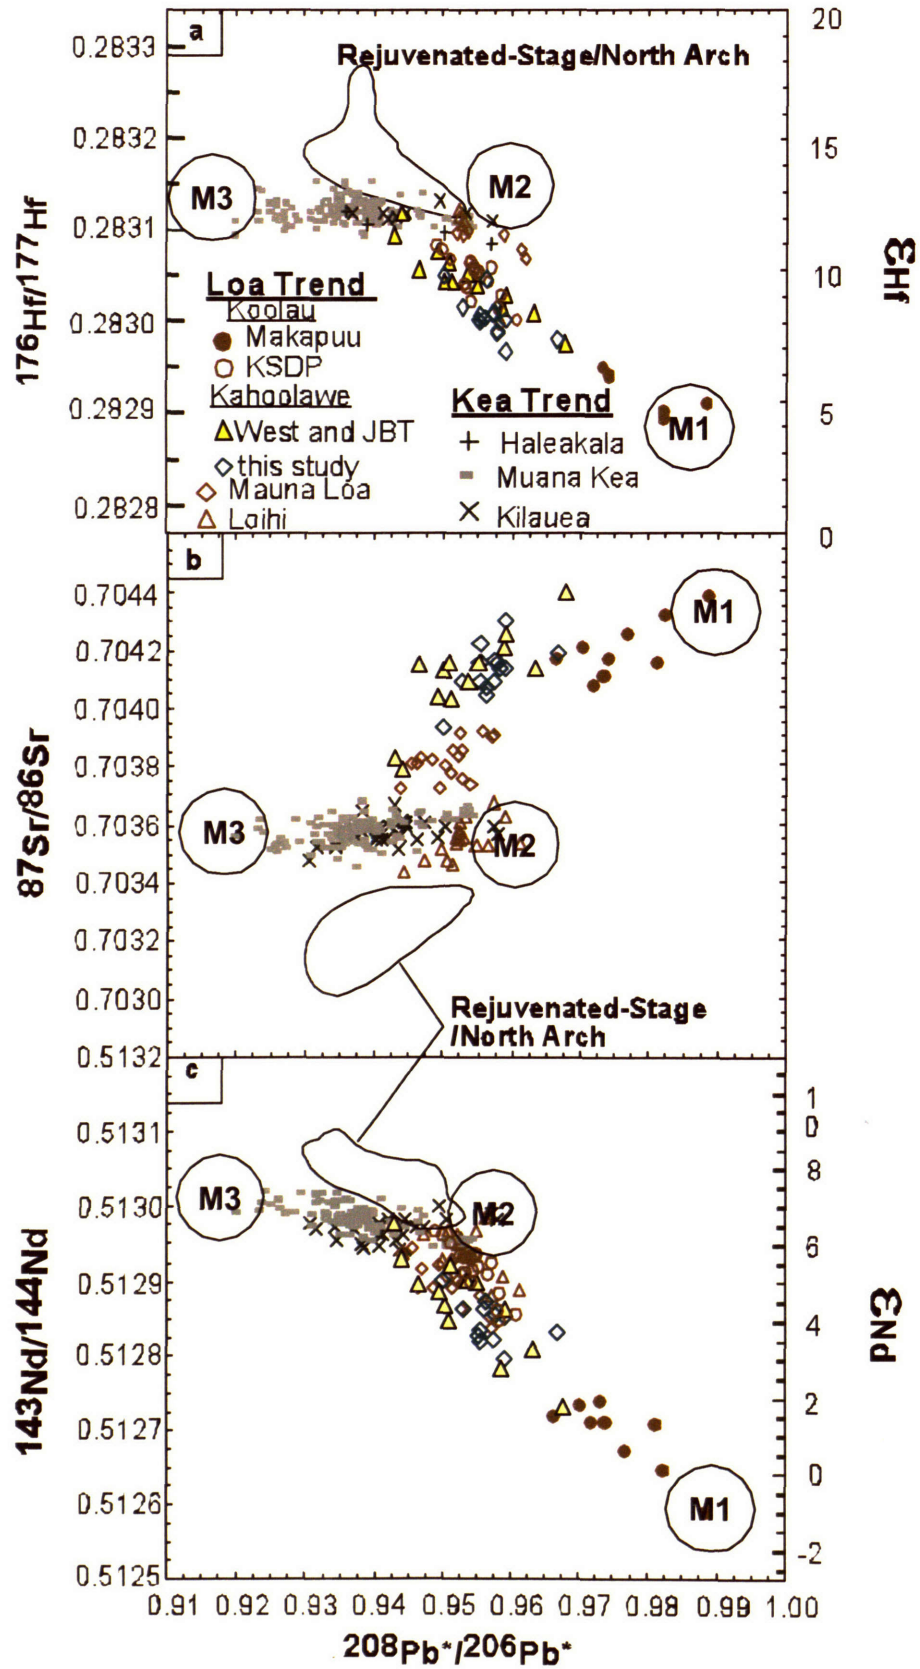 a
Rejuvenated-Stage/North Arch
0.2833
0.2832
0.2831
0.2830
0.2829
0.2828
176Hf/177Hf
20
15
10
5
0
εHf
M3
M2
M1
Loa Trend
Koolau
Makapuu
KSDP
Kahoolawe
West and JBT
this study
Mauna Loa
Loihi
Kea Trend
Haleakala
Muana Kea
Kilauea
b
0.7044
0.7042
0.7040
0.7038
0.7036
0.7034
0.7032
0.7030
87Sr/86Sr
M1
M3
M2
Rejuvenated-Stage
/North Arch
0.5132
c
0.5131
0.5130
0.5129
0.5128
0.5127
0.5126
0.5125
143Nd/144Nd
1
0
8
6
4
2
0
-2
εNd
M3
M2
M1
0.91 0.92 0.93 0.94 0.95 0.96 0.97 0.98 0.99 1.00
208Pb*/206Pb*